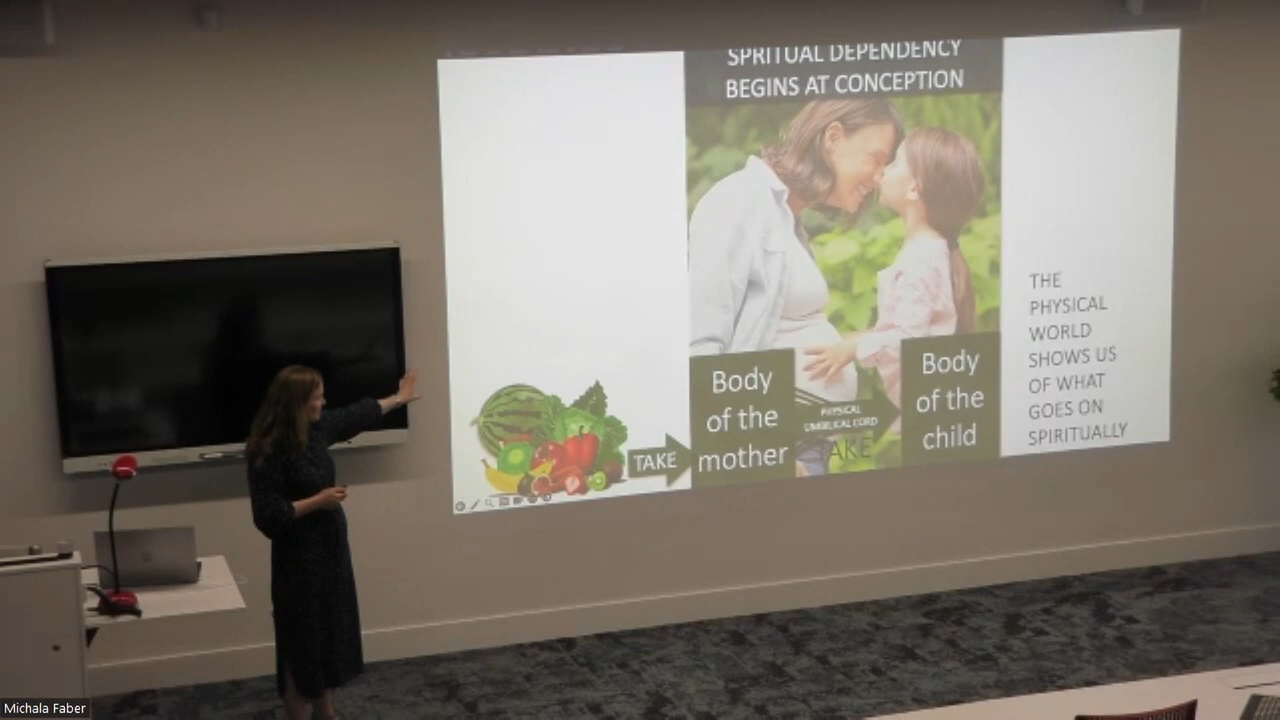 SPRITUAL DEPENDENCY
BEGINS AT CONCEPTION
THE
PHYSICAL
WORLD
SHOWS US
OF WHAT
GOES ON
SPIRITUALLY
TAKE
Body
of the
mother
PHYSICAL
UMBILICAL CORD
TAKE
Body
of the
child
Michala Faber